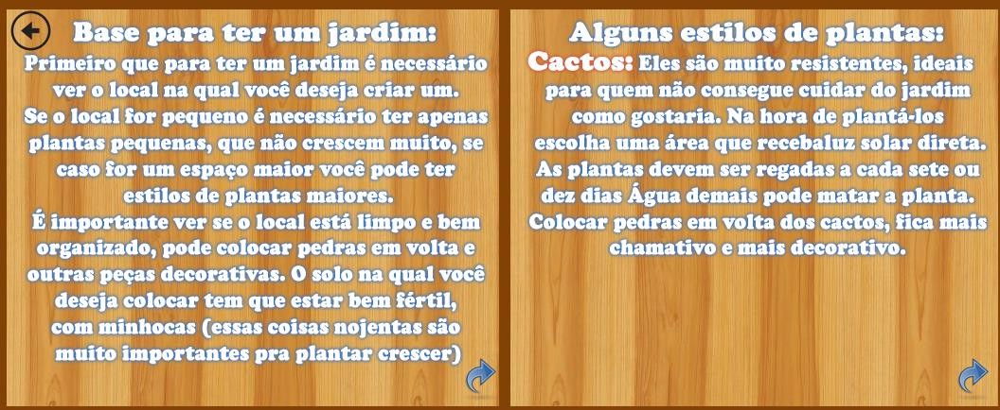 Base para ter um jardim:
Primeiro que para ter um jardim é necessário
ver o local na qual você deseja criar um.
Se o local for pequeno é necessário ter apenas
plantas pequenas, que não crescem muito, se
caso for um espaço maior você pode ter
estilos de plantas maiores.
É importante ver se o local está limpo e bem
organizado, pode colocar pedras em volta e
outras peças decorativas. O solo na qual você
deseja colocar tem que estar bem fértil,
com minhocas (essas coisas nojentas são
muito importantes pra plantar crescer)
Alguns estilos de plantas:
Cactos: Eles são muito resistentes, ideais
para quem não consegue cuidar do jardim
como gostaria. Na hora de plantá-los
escolha uma área que recebaluz solar direta.
As plantas devem ser regadas a cada sete ou
dez dias Água demais pode matar a planta.
Colocar pedras em volta dos cactos, fica mais
chamativo e mais decorativo.